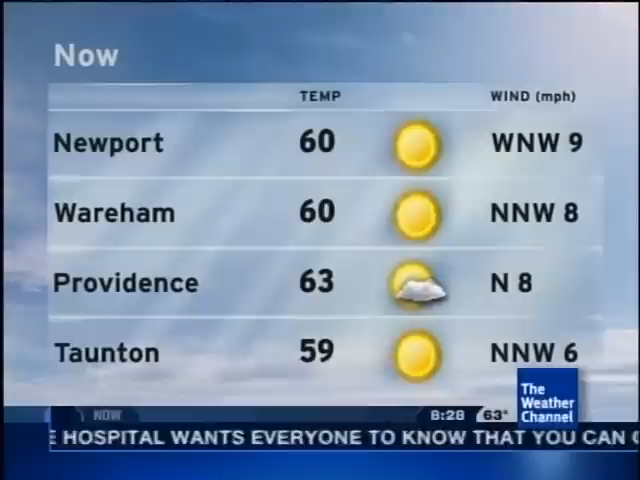 Now
TEMP WIND (mph)
Newport 60 WNW 9
Wareham 60 NNW 8
Providence 63 N 8
Taunton 59 NNW 6
The
Weather
Channel
NOW 8:28 63°
HOSPITAL WANTS EVERYONE TO KNOW THAT YOU CAN